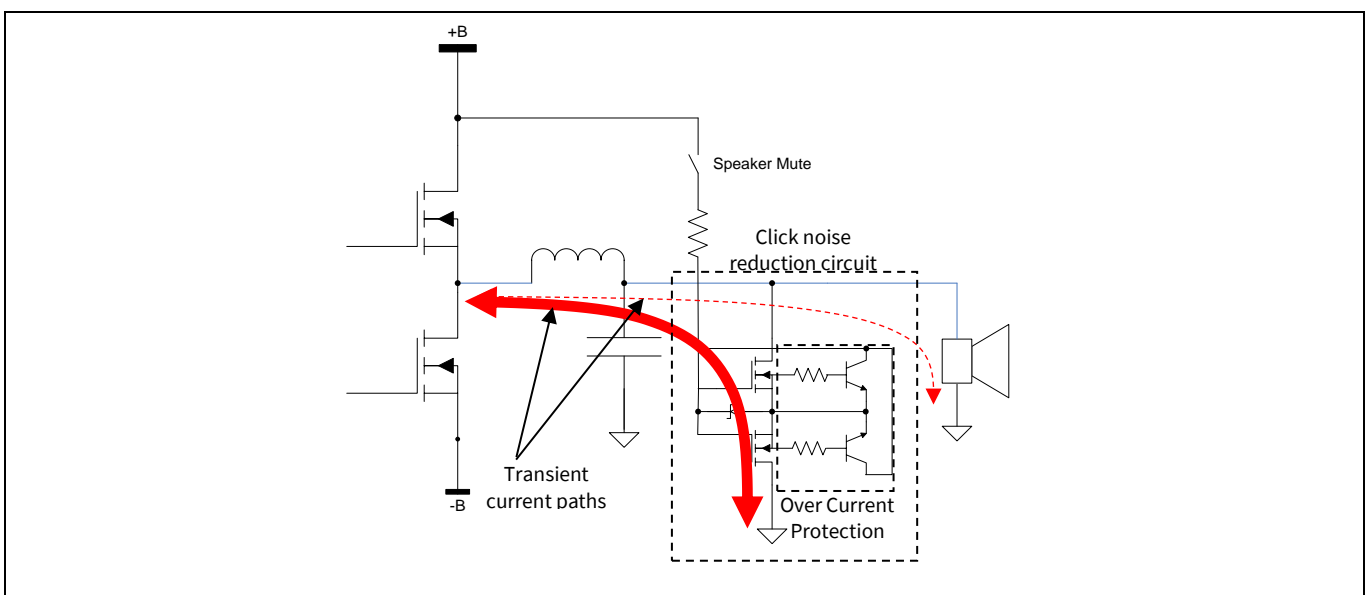 +B
Speaker Mute
Click noise
reduction circuit
Transient
current paths
-B
Over Current
Protection